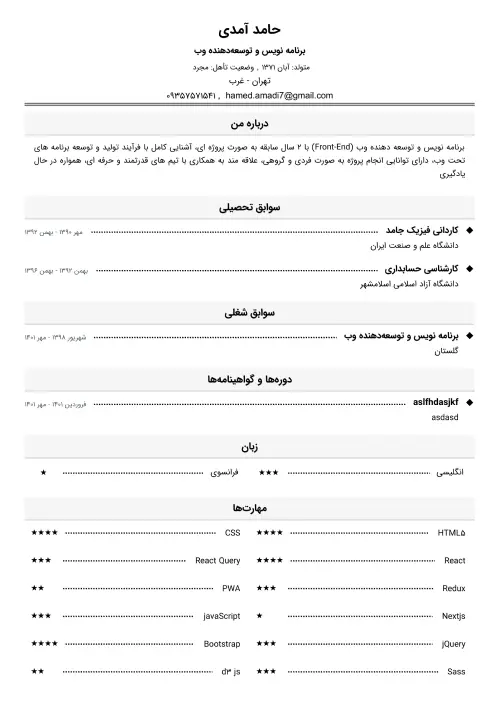 حامد آمدی
برنامه نویس و توسعه‌دهنده وب
متولد: آبان ۱۳۷۱ , وضعیت تأهل: مجرد
تهران - غرب
۰۹۳۵۷۵۷۱۵۴۱ , hamed.amadi7@gmail.com
درباره من
برنامه نویس و توسعه دهنده وب (Front-End) با ۲ سال سابقه به صورت پروژه ای، آشنایی کامل با فرآیند تولید و توسعه برنامه های
تحت وب، دارای توانایی انجام پروژه به صورت فردی و گروهی، علاقه مند به همکاری با تیم های قدرتمند و حرفه ای، همواره در حال
یادگیری
سوابق تحصیلی
کاردانی فیزیک جامد مهر ۱۳۹۰ - بهمن ۱۳۹۲
دانشگاه علم و صنعت ایران
کارشناسی حسابداری بهمن ۱۳۹۲ - بهمن ۱۳۹۶
دانشگاه آزاد اسلامی اسلامشهر
سوابق شغلی
برنامه نویس و توسعه‌دهنده وب شهریور ۱۳۹۸ - مهر ۱۴۰۱
گلستان
دوره‌ها و گواهینامه‌ها
aslfhdasjkf فروردین ۱۴۰۱ - مهر ۱۴۰۱
asdasd
زبان
انگلیسی ★★★ فرانسوی ★
مهارت‌ها
HTML۵ ★★★★ CSS ★★★★
React ★★★★ React Query ★★★
Redux ★★★ PWA ★★
Nextjs ★ javaScript ★★★
jQuery ★★★ Bootstrap ★★★★
Sass ★★★ d۳ js ★★